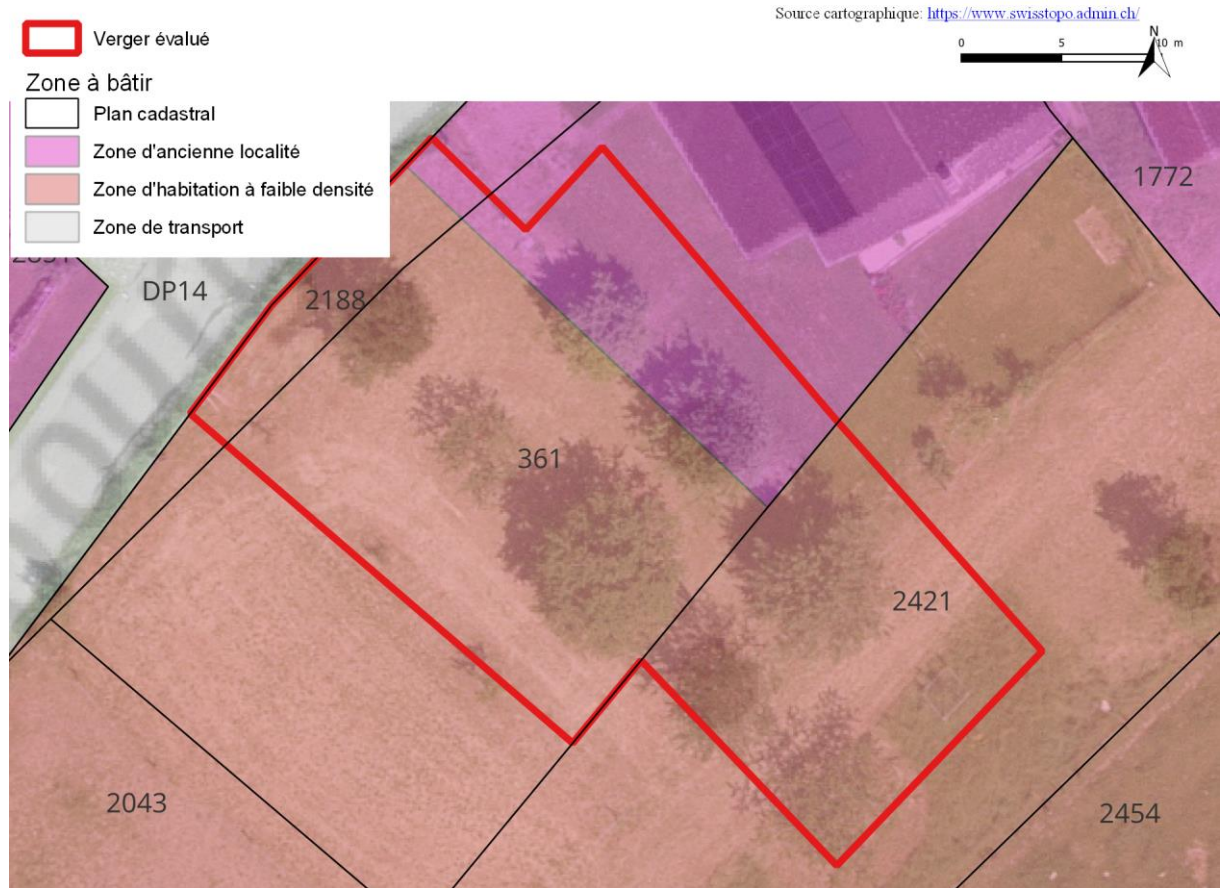 Source cartographique: https://www.swisstopo.admin.ch/
N
0 5 10 m
Verger évalué
Zone à bâtir
Plan cadastral
Zone d'ancienne localité
Zone d'habitation à faible densité
Zone de transport
1772
DP14
2188
361
2421
2043
2454